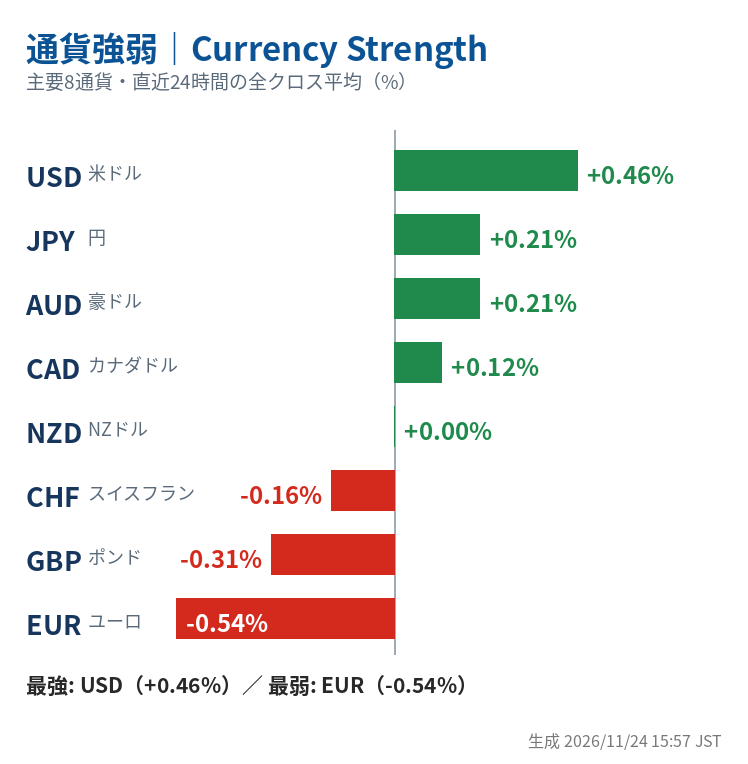 通貨強弱｜Currency Strength
主要8通貨・直近24時間の全クロス平均（%）
USD 米ドル +0.46%
JPY 円 +0.21%
AUD 豪ドル +0.21%
CAD カナダドル +0.12%
NZD NZドル +0.00%
CHF スイスフラン -0.16%
GBP ポンド -0.31%
EUR ユーロ -0.54%
最強: USD（+0.46%）／ 最弱: EUR（-0.54%）
生成 2026/11/24 15:57 JST